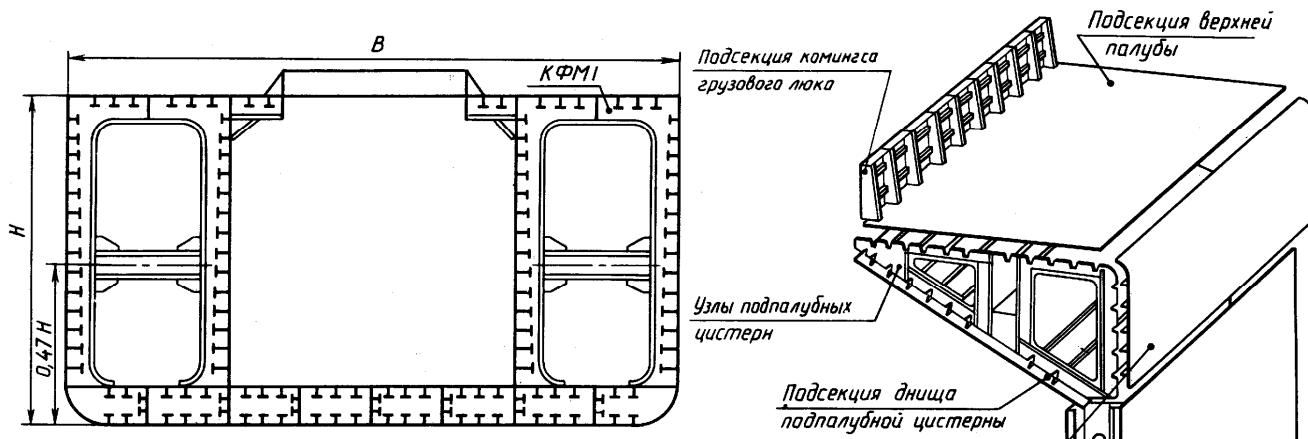 B
КФМ1
H
0,47 H
Подсекция комингса
грузового люка
Подсекция верхней
палубы
Узлы подпалубных
цистерн
Подсекция днища
подпалубной цистерны